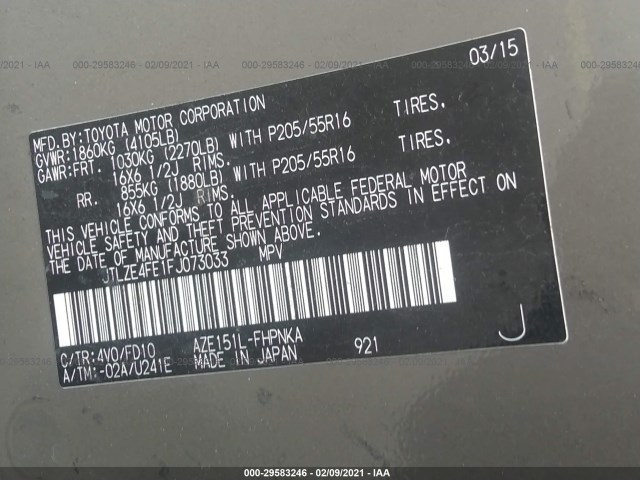 000-29583246 - 02/09/2021 - IAA
03/15
MFD.BY:TOYOTA MOTOR CORPORATION
GVWR:1860KG (4105LB)
GAWR:FRT. 1030KG (2270LB) WITH P205/55R16 TIRES.
16X6 1/2J RIMS.
RR. 855KG (1880LB) WITH P205/55R16 TIRES.
16X6 1/2J RIMS.
THIS VEHICLE CONFORMS TO ALL APPLICABLE FEDERAL MOTOR
VEHICLE SAFETY AND THEFT PREVENTION STANDARDS IN EFFECT ON
THE DATE OF MANUFACTURE SHOWN ABOVE.
JTLZE4FE1FJ073033 MPV
C/TR:4V0/FD10 AZE151L-FHPNKA
A/TM:-02A/U241E MADE IN JAPAN 921
J
000-29583246 - 02/09/2021 - IAA